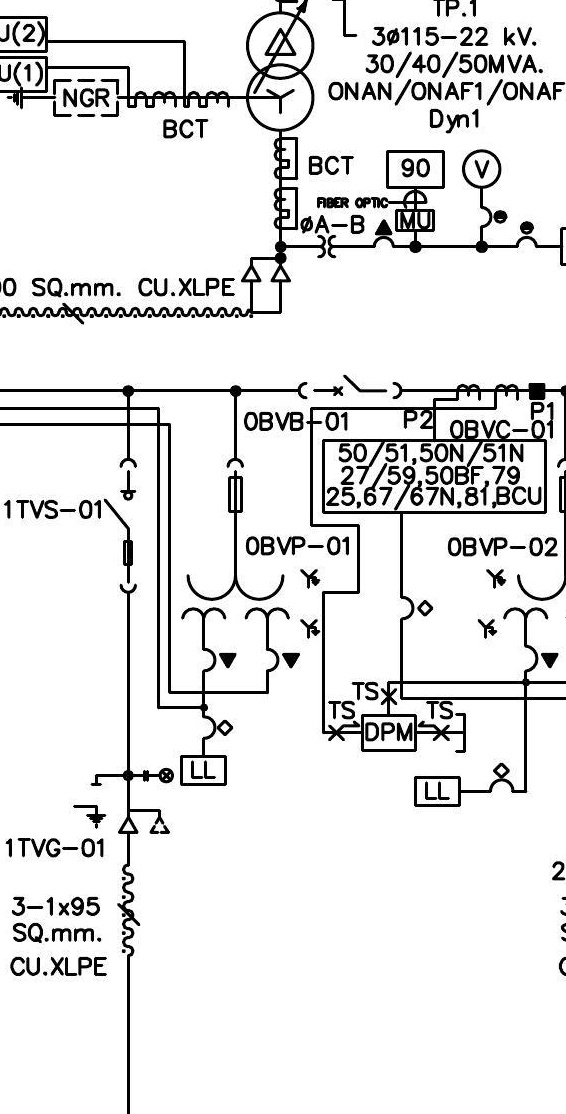 TP.1
U(2)
3ø115-22 kV.
30/40/50MVA.
U(1)
NGR
ONAN/ONAF1/ONAF
BCT
Dyn1
BCT
90
V
FIBER OPTIC
MU
øA-B
00 SQ.mm. CU.XLPE
0BVB-01
P2
P1
0BVC-01
50/51,50N/51N
27/59,50BF,79
25,67/67N,81,BCU
1TVS-01
0BVP-01
0BVP-02
TS
TS
TS
DPM
LL
LL
1TVG-01
3-1x95
SQ.mm.
CU.XLPE
2